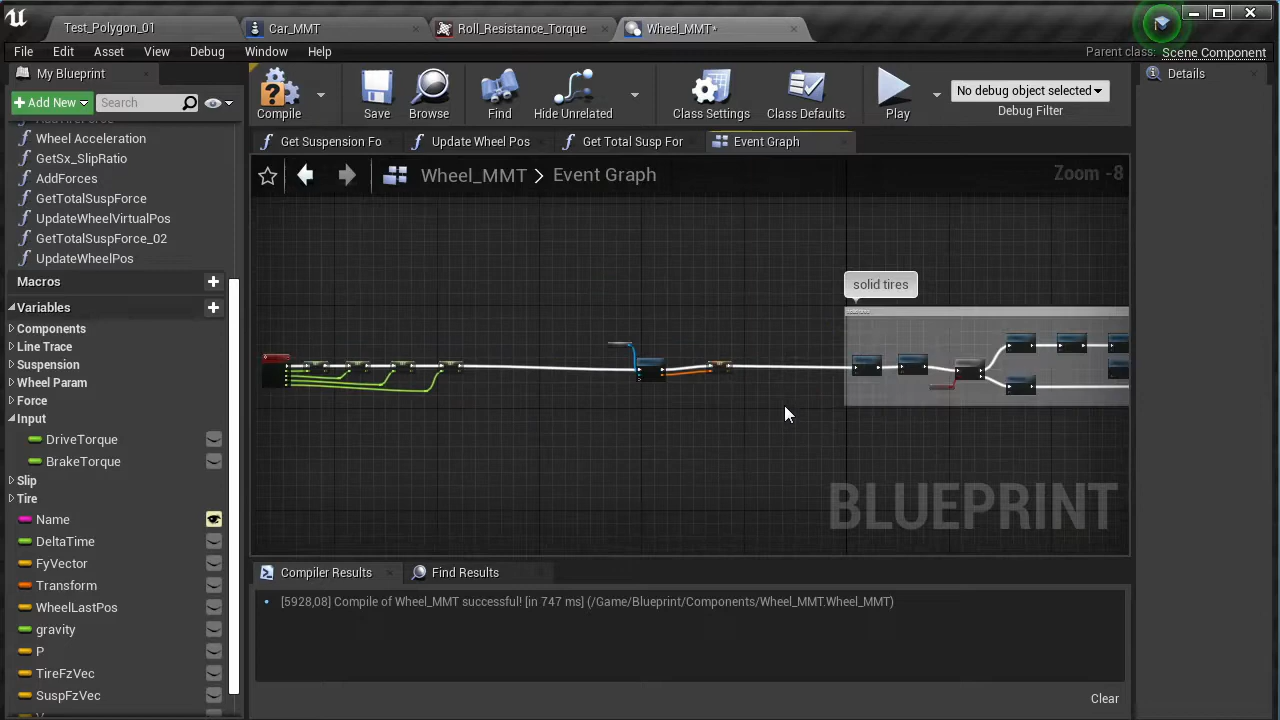 Test_Polygon_01
Car_MMT
Roll_Resistance_Torque
Wheel_MMT*
File Edit Asset View Debug Window Help
Parent class: Scene Component
My Blueprint
Details
Add New
Search
Compile
Save
Browse
Find
Hide Unrelated
Class Settings
Class Defaults
Play
No debug object selected
Debug Filter
Get Suspension Fo
Update Wheel Pos
Get Total Susp For
Event Graph
Wheel_MMT > Event Graph
Zoom -8
Wheel Acceleration
GetSx_SlipRatio
AddForces
GetTotalSuspForce
UpdateWheelVirtualPos
GetTotalSuspForce_02
UpdateWheelPos
Macros
Variables
Components
Line Trace
Suspension
Wheel Param
Force
Input
DriveTorque
BrakeTorque
Slip
Tire
Name
DeltaTime
FyVector
Transform
WheelLastPos
gravity
P
TireFzVec
SuspFzVec
solid tires
BLUEPRINT
Compiler Results
Find Results
[5928,08] Compile of Wheel_MMT successful! [in 747 ms] (/Game/Blueprint/Components/Wheel_MMT.Wheel_MMT)
Clear